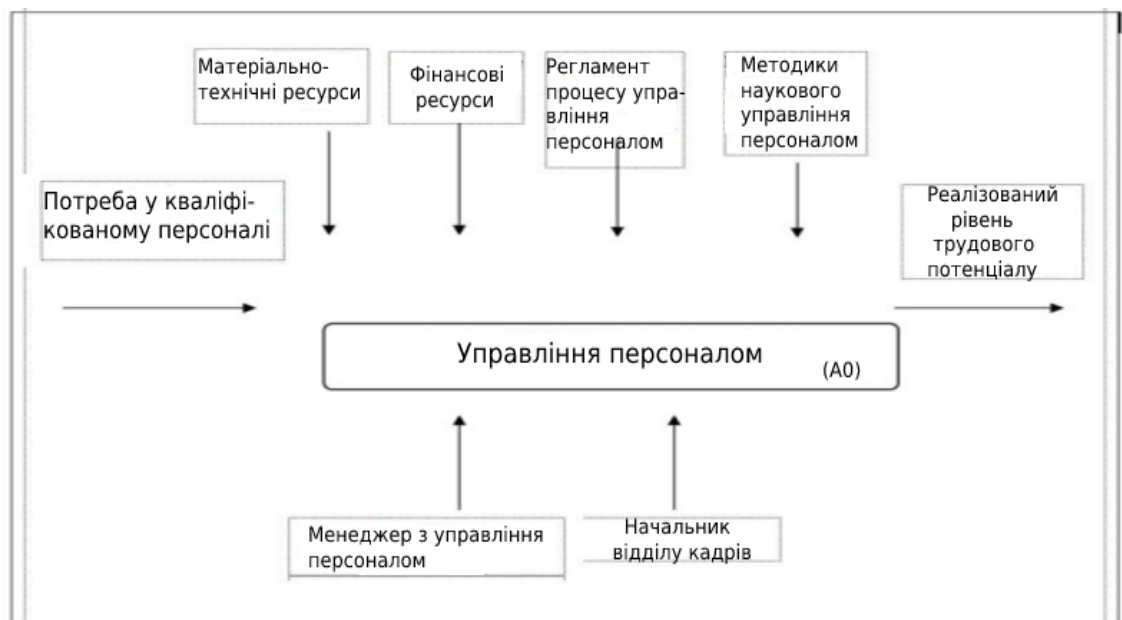 Матеріально-
технічні ресурси
Фінансові
ресурси
Регламент
процесу упра-
вління
персоналом
Методики
наукового
управління
персоналом
Потреба у кваліфі-
кованому персоналі
Реалізований
рівень
трудового
потенціалу
Управління персоналом
(А0)
Менеджер з управління
персоналом
Начальник
відділу кадрів